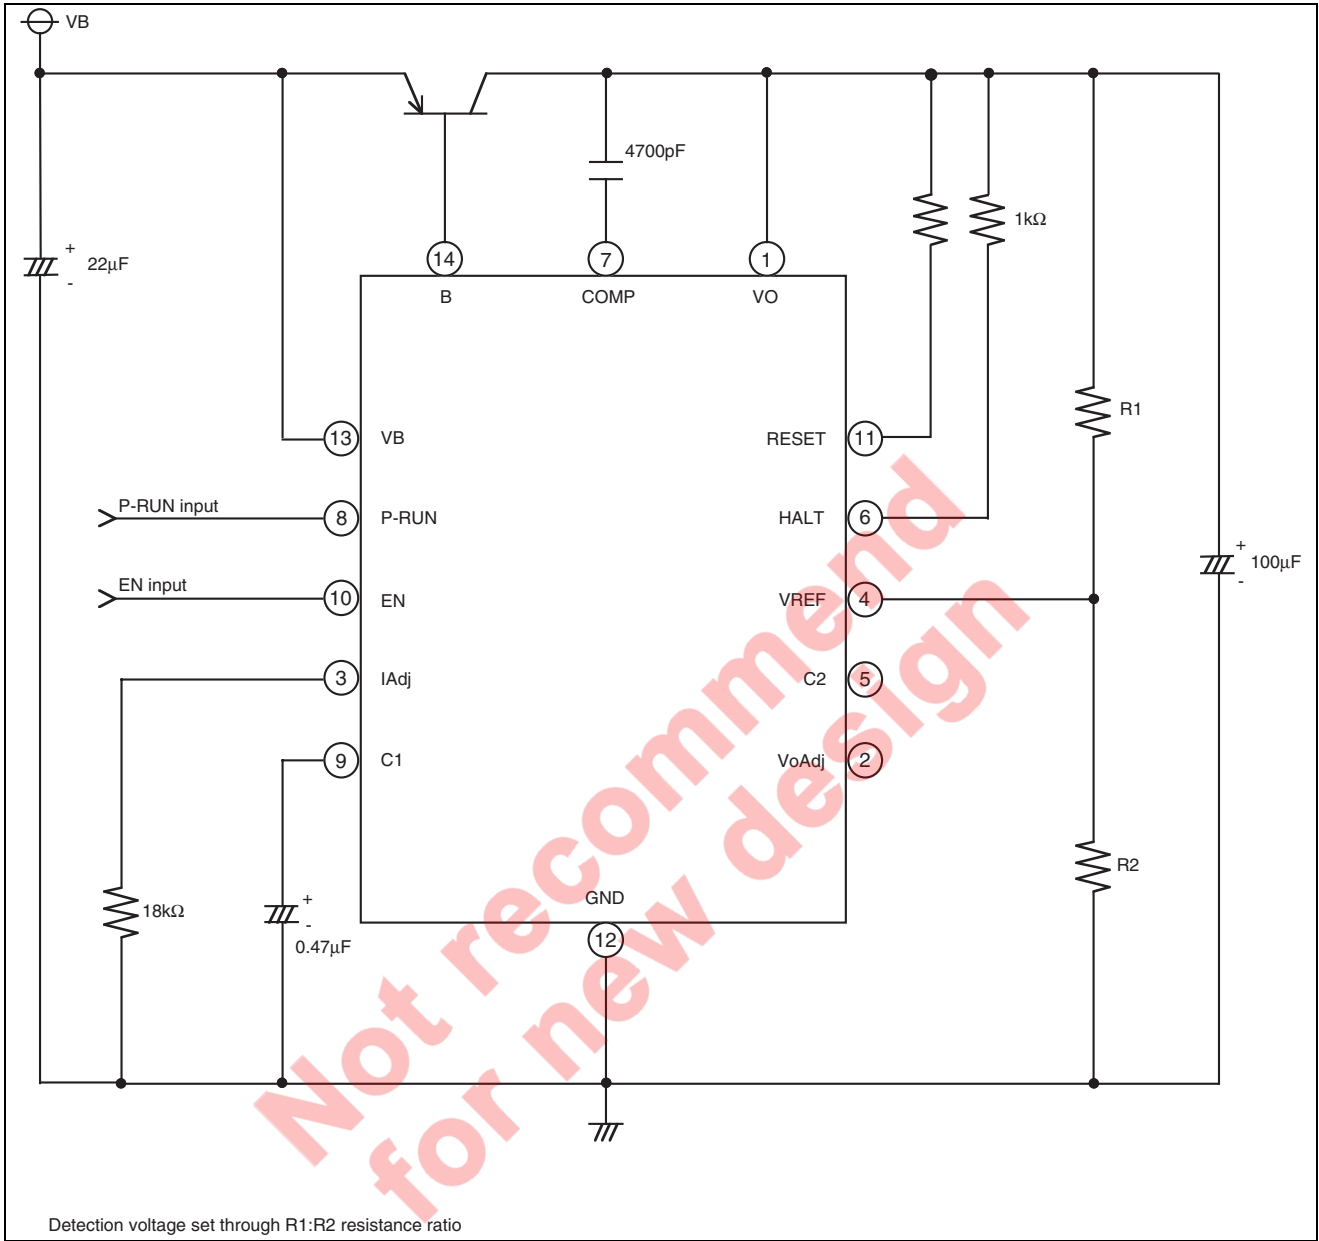 VB
4700pF
1kΩ
+
22µF
-
14
7
1
B
COMP
VO
R1
13
VB
RESET
11
P-RUN input
8
P-RUN
HALT
6
+
100µF
-
EN input
10
EN
VREF
4
3
IAdj
C2
5
9
C1
VoAdj
2
R2
18kΩ
+
-
0.47µF
GND
12
Not recommend
for new design
Detection voltage set through R1:R2 resistance ratio